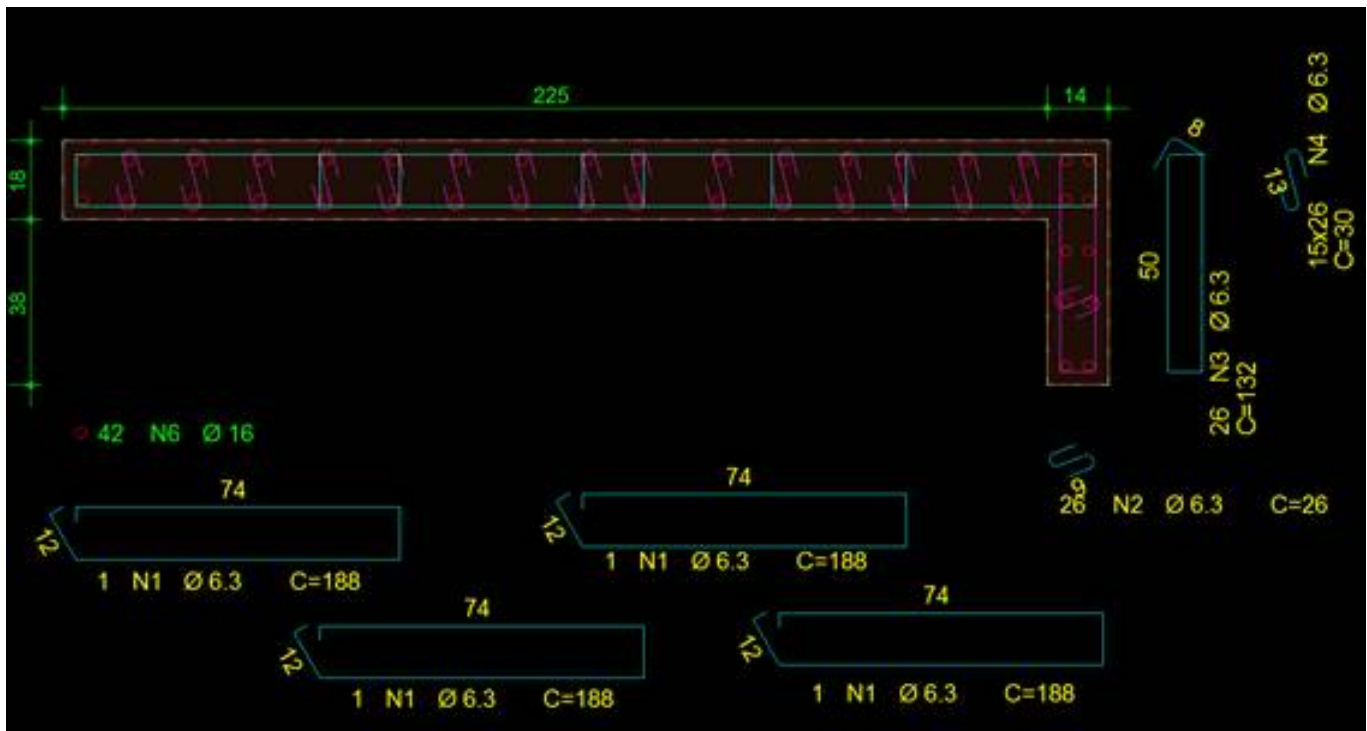 225
14
18
38
8
50
26 N3 Ø 6.3
C=132
13
15x26 N4 Ø 6.3
C=30
42 N6 Ø 16
9
26 N2 Ø 6.3 C=26
74
12
1 N1 Ø 6.3 C=188
74
12
1 N1 Ø 6.3 C=188
74
12
1 N1 Ø 6.3 C=188
74
12
1 N1 Ø 6.3 C=188